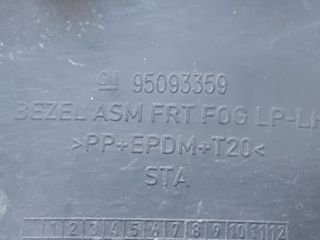 GM 95093359
BEZEL ASM FRT FOG LP-LH
>PP+EPDM+T20<
STA
1 2 3 4 5 6 7 8 9 10 11 12